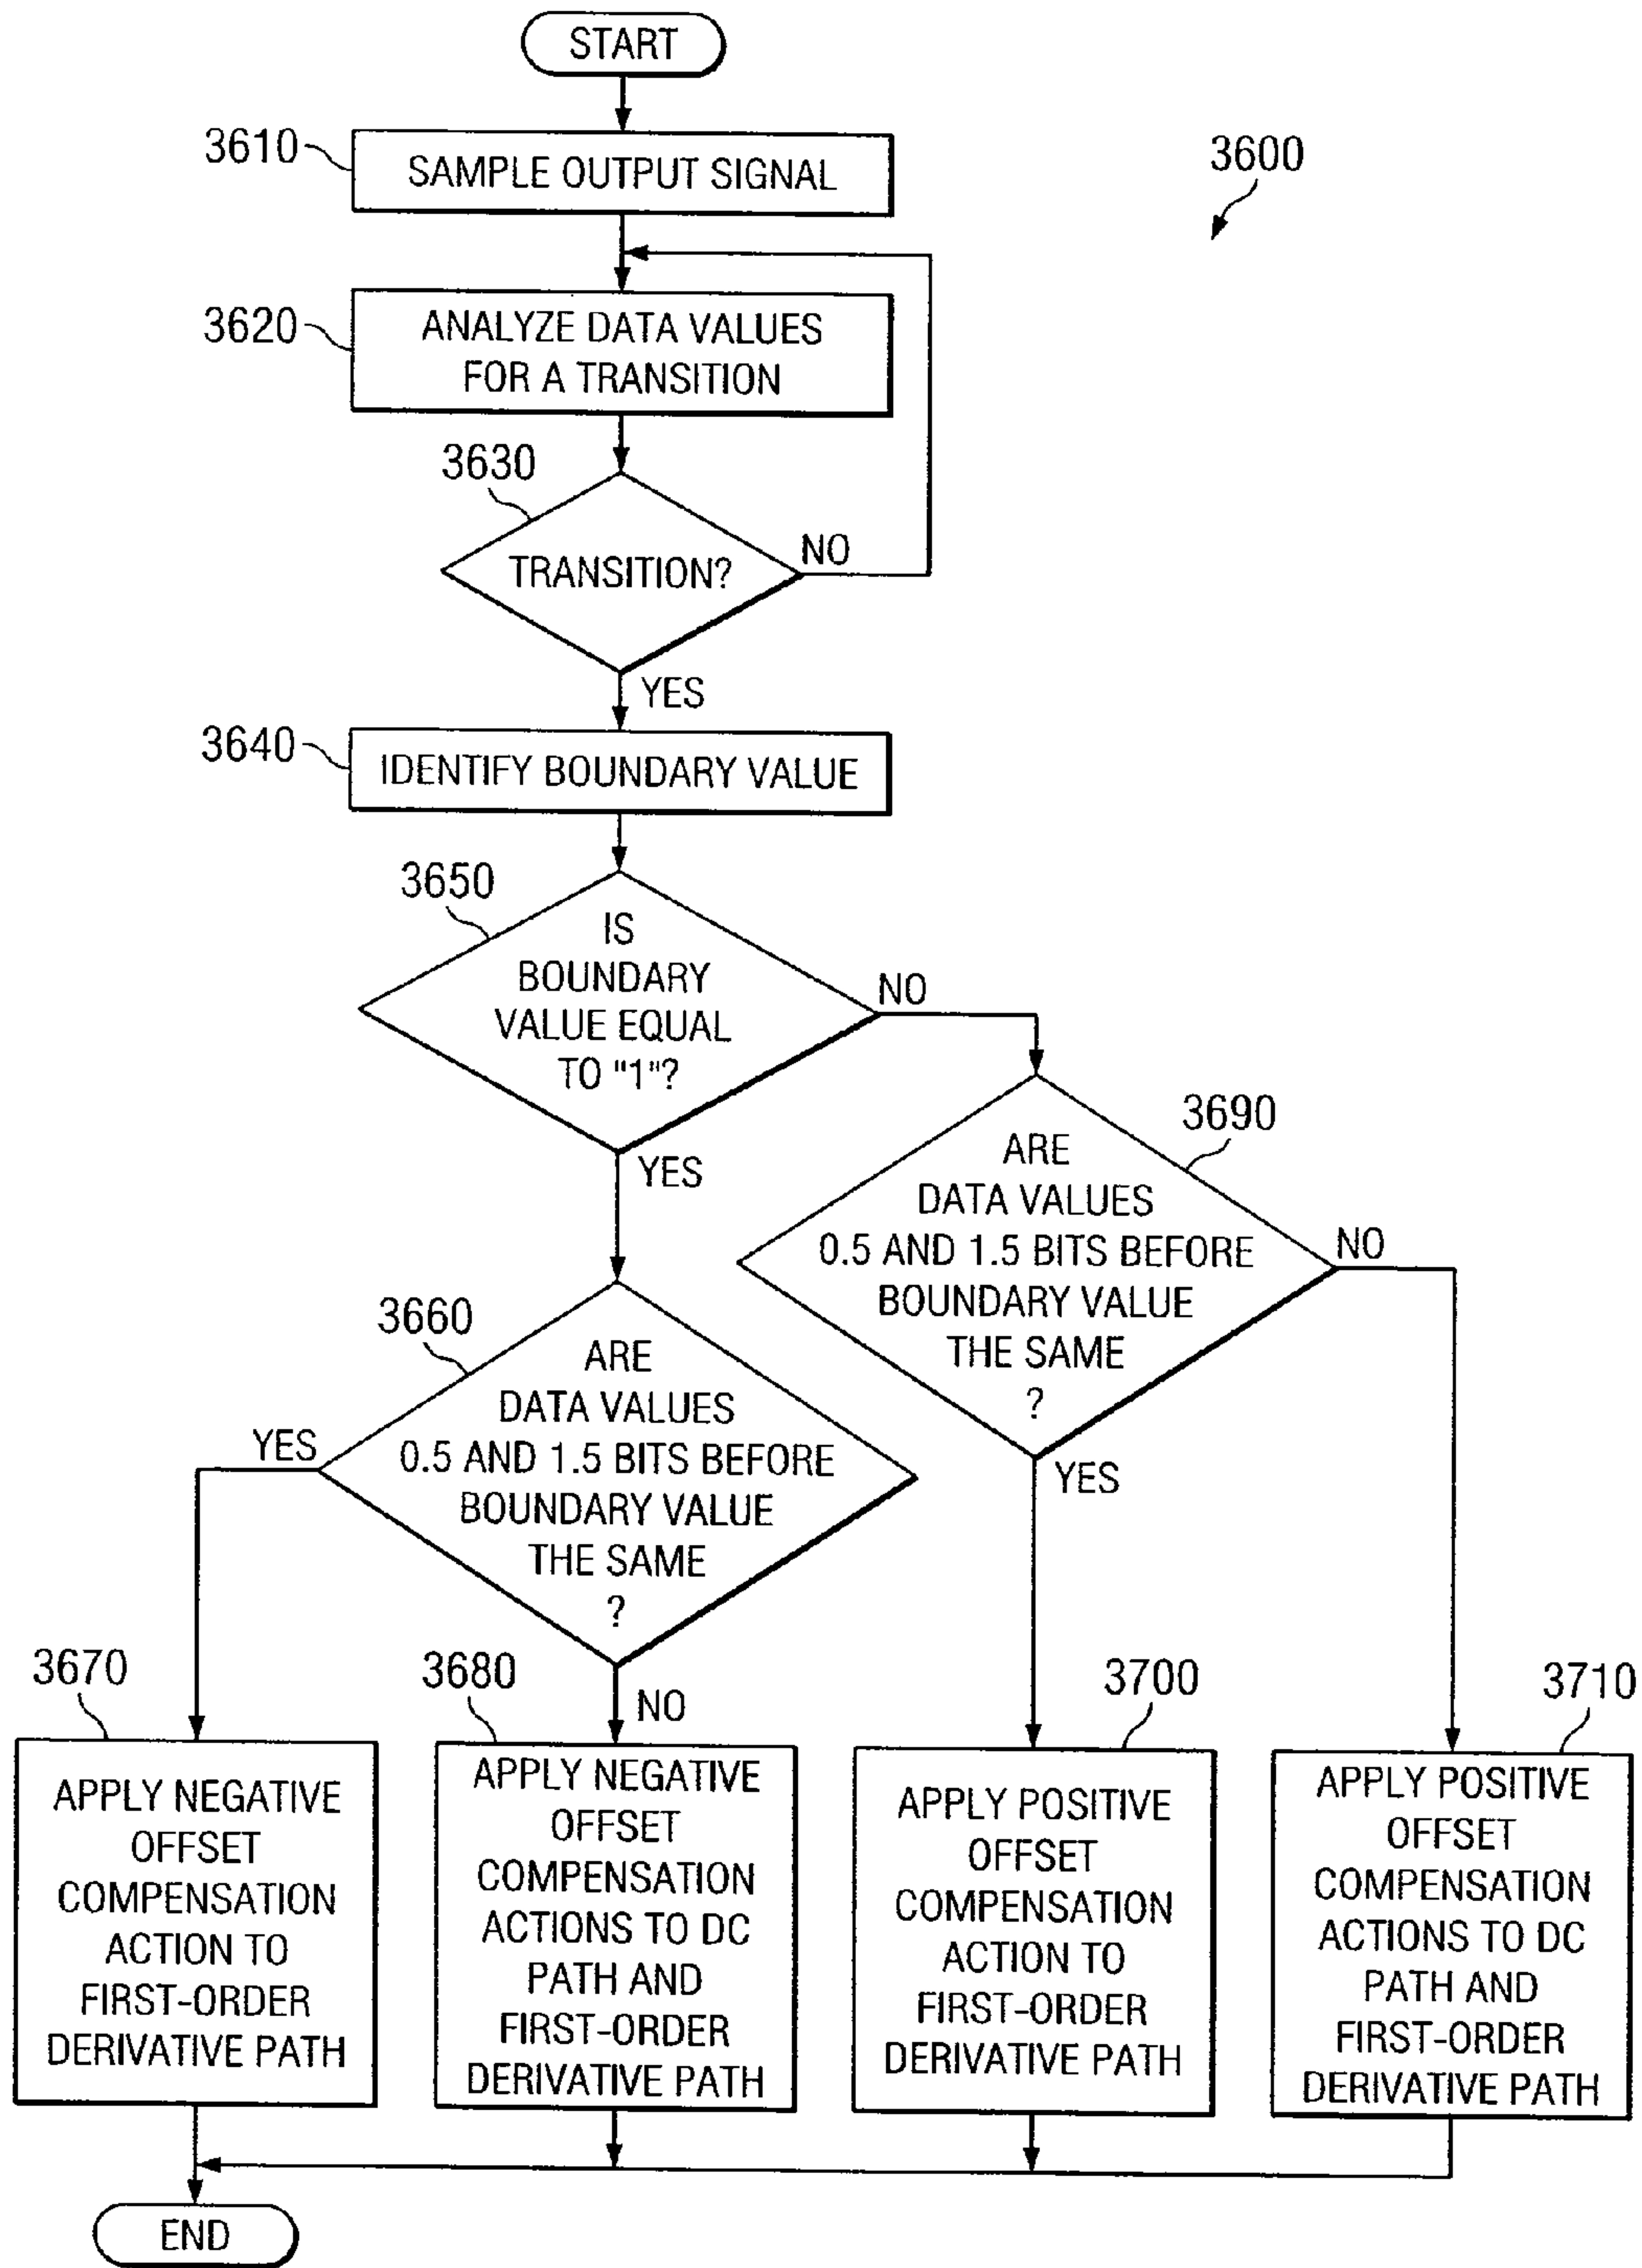 START
3610
SAMPLE OUTPUT SIGNAL
3600
3620
ANALYZE DATA VALUES
FOR A TRANSITION
3630
TRANSITION?
NO
YES
3640
IDENTIFY BOUNDARY VALUE
3650
IS
BOUNDARY
VALUE EQUAL
TO "1"?
NO
YES
3690
ARE
DATA VALUES
0.5 AND 1.5 BITS BEFORE
BOUNDARY VALUE
THE SAME
?
NO
YES
3660
ARE
DATA VALUES
0.5 AND 1.5 BITS BEFORE
BOUNDARY VALUE
THE SAME
?
YES
NO
3670
APPLY NEGATIVE
OFFSET
COMPENSATION
ACTION TO
FIRST-ORDER
DERIVATIVE PATH
3680
APPLY NEGATIVE
OFFSET
COMPENSATION
ACTIONS TO DC
PATH AND
FIRST-ORDER
DERIVATIVE PATH
3700
APPLY POSITIVE
OFFSET
COMPENSATION
ACTION TO
FIRST-ORDER
DERIVATIVE PATH
3710
APPLY POSITIVE
OFFSET
COMPENSATION
ACTIONS TO DC
PATH AND
FIRST-ORDER
DERIVATIVE PATH
END